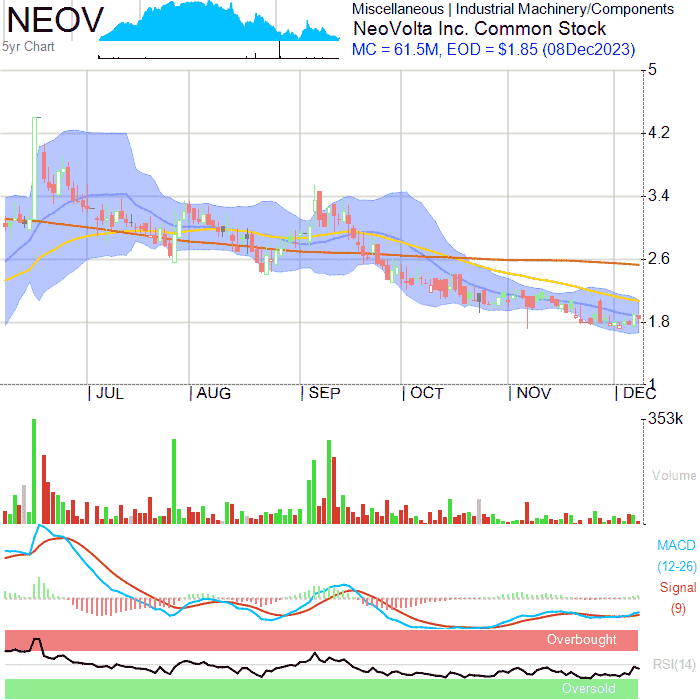 NEOV
5yr Chart
Miscellaneous | Industrial Machinery/Components
NeoVolta Inc. Common Stock
MC = 61.5M, EOD = $1.85 (08Dec2023)
5
4.2
3.4
2.6
1.8
1
JUL AUG SEP OCT NOV DEC
353k
Volume
MACD
(12-26)
Signal
(9)
Overbought
RSI(14)
Oversold